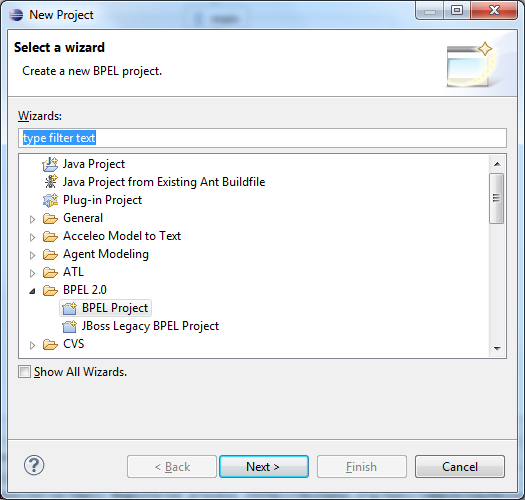 New Project
Select a wizard
Create a new BPEL project.
Wizards:
type filter text
Java Project
Java Project from Existing Ant Buildfile
Plug-in Project
General
Acceleo Model to Text
Agent Modeling
ATL
BPEL 2.0
BPEL Project
JBoss Legacy BPEL Project
CVS
Show All Wizards.
? < Back Next > Finish Cancel